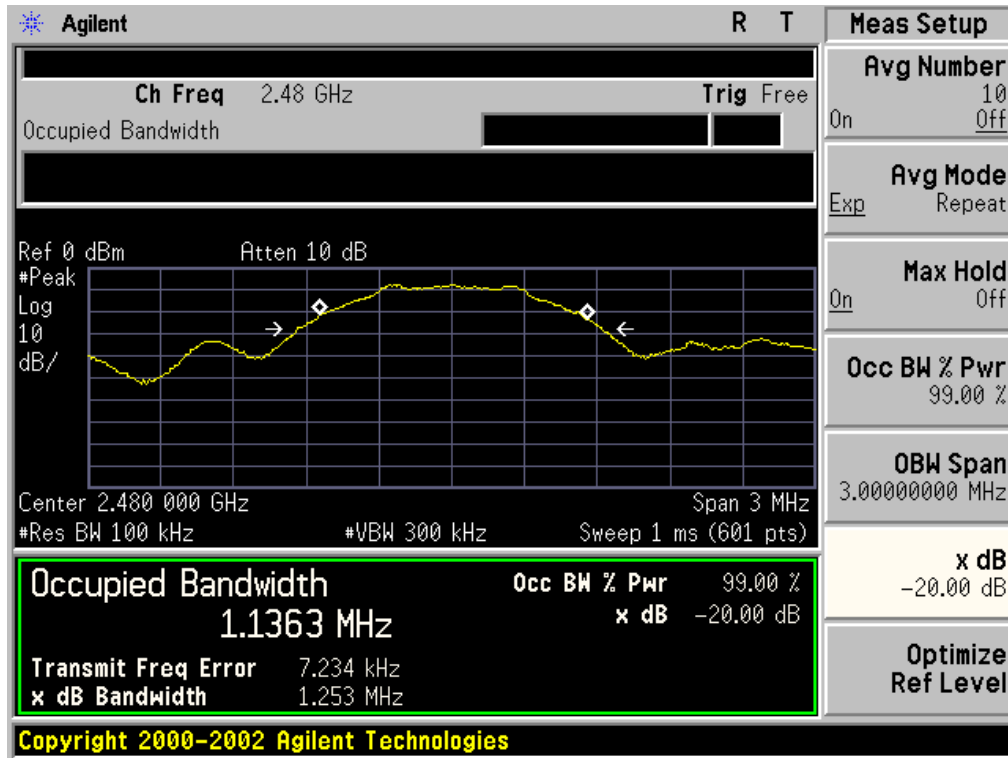 Agilent R T
Ch Freq 2.48 GHz Trig Free
Occupied Bandwidth
Ref 0 dBm Atten 10 dB
#Peak
Log
10
dB/
Center 2.480 000 GHz Span 3 MHz
#Res BW 100 kHz #VBW 300 kHz Sweep 1 ms (601 pts)
Occupied Bandwidth Occ BW % Pwr 99.00 %
1.1363 MHz x dB -20.00 dB
Transmit Freq Error 7.234 kHz
x dB Bandwidth 1.253 MHz
Copyright 2000-2002 Agilent Technologies
Meas Setup
Avg Number
10
On Off
Avg Mode
Exp Repeat
Max Hold
On Off
Occ BW % Pwr
99.00 %
OBW Span
3.00000000 MHz
x dB
-20.00 dB
Optimize
Ref Level